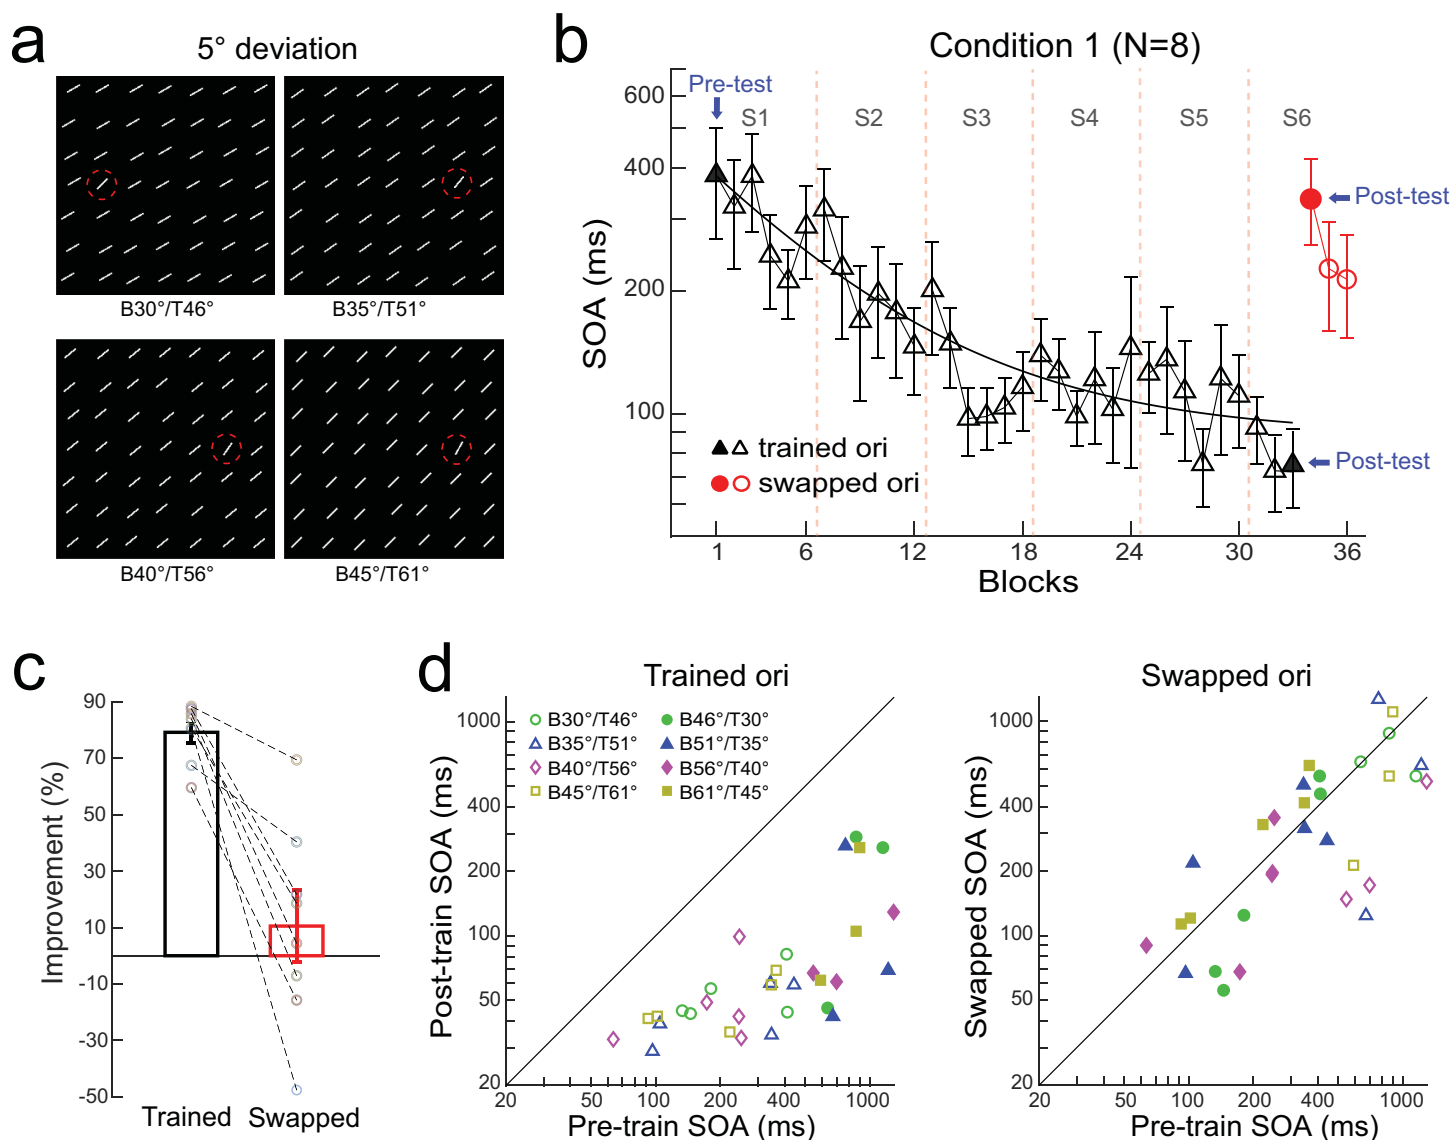 a
5° deviation
B30°/T46°
B35°/T51°
B40°/T56°
B45°/T61°
b
Condition 1 (N=8)
Pre-test
S1
S2
S3
S4
S5
S6
600
400
200
100
SOA (ms)
Post-test
Post-test
trained ori
swapped ori
1
6
12
18
24
30
36
Blocks
c
90
70
50
30
10
-10
-30
-50
Improvement (%)
Trained
Swapped
d
Trained ori
1000
400
200
100
50
20
Post-train SOA (ms)
B30°/T46°
B46°/T30°
B35°/T51°
B51°/T35°
B40°/T56°
B56°/T40°
B45°/T61°
B61°/T45°
20
50
100
200
400
1000
Pre-train SOA (ms)
Swapped ori
1000
400
200
100
50
20
Swapped SOA (ms)
20
50
100
200
400
1000
Pre-train SOA (ms)